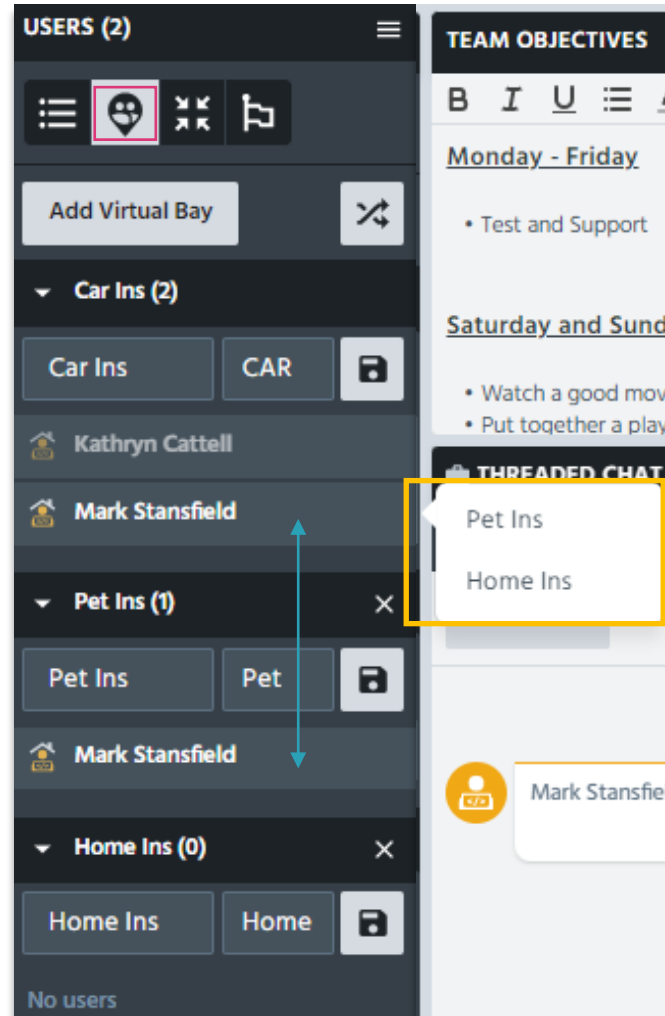 USERS (2)
Add Virtual Bay
Car Ins (2)
Car Ins CAR
Kathryn Cattell
Mark Stansfield
Pet Ins (1)
Pet Ins Pet
Mark Stansfield
Home Ins (0)
Home Ins Home
No users
TEAM OBJECTIVES
B I U
Monday - Friday
• Test and Support
Saturday and Sund
• Watch a good mov
• Put together a play
THREADED CHAT
Pet Ins
Home Ins
Mark Stansfie